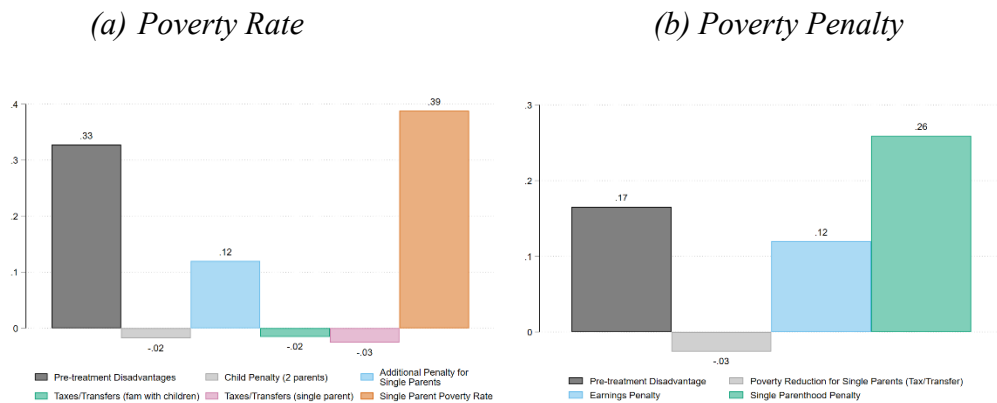 (a) Poverty Rate
.4
.3
.2
.1
0
.33
-.02
.12
-.02
-.03
.39
Pre-treatment Disadvantages
Child Penalty (2 parents)
Additional Penalty for
Single Parents
Taxes/Transfers (fam with children)
Taxes/Transfers (single parent)
Single Parent Poverty Rate
(b) Poverty Penalty
.3
.2
.1
0
.17
-.03
.12
.26
Pre-treatment Disadvantage
Poverty Reduction for Single Parents (Tax/Transfer)
Earnings Penalty
Single Parenthood Penalty